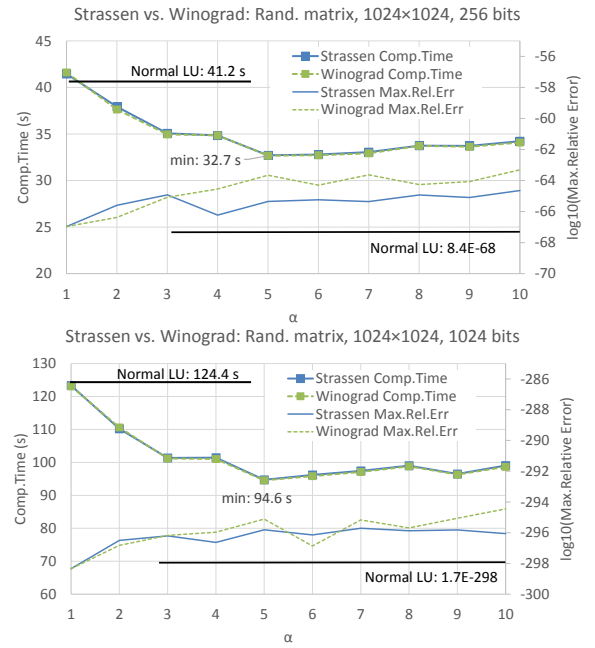 Strassen vs. Winograd: Rand. matrix, 1024×1024, 256 bits
45
40
35
30
25
20
Comp.Time (s)
-56
-58
-60
-62
-64
-66
-68
-70
log10(Max.Relative Error)
Normal LU: 41.2 s
Strassen Comp.Time
Winograd Comp.Time
Strassen Max.Rel.Err
Winograd Max.Rel.Err
min: 32.7 s
Normal LU: 8.4E-68
1 2 3 4 5 6 7 8 9 10
α
Strassen vs. Winograd: Rand. matrix, 1024×1024, 1024 bits
130
120
110
100
90
80
70
60
Comp.Time (s)
-286
-288
-290
-292
-294
-296
-298
-300
log10(Max.Relative Error)
Normal LU: 124.4 s
Strassen Comp.Time
Winograd Comp.Time
Strassen Max.Rel.Err
Winograd Max.Rel.Err
min: 94.6 s
Normal LU: 1.7E-298
1 2 3 4 5 6 7 8 9 10
α